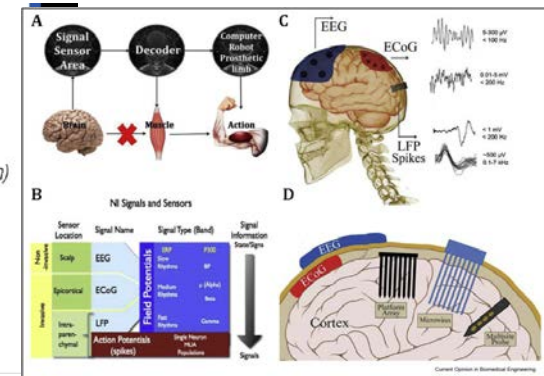 n)
A
Signal
Sensor
Area
Decoder
Computer
Robot
Prosthetic
limb
Brain
Muscle
Action
B
NI Signals and Sensors
Sensor
Location
Signal Name
Signal Type (Band)
Signal
Information
State/Signs
Non
-invasive
Invasive
Scalp
Epicortical
Intra-
paren-
chymal
EEG
ECoG
LFP
Field Potentials
ERP
P300
Slow
Rhythms
BP
Medium
Rhythms
μ (Alpha)
Beta
Fast
Rhythms
Gamma
Action Potentials
(spikes)
Single Neuron
MUA
Populations
Signals
C
EEG
ECoG
LFP
Spikes
5-300 μV
< 100 Hz
0.01-5 mV
< 200 Hz
< 1 mV
< 200 Hz
~500 μV
0.1-7 kHz
D
EEG
ECoG
Platform
Array
Microwires
Multisite
Probe
Cortex
Current Opinion in Biomedical Engineering